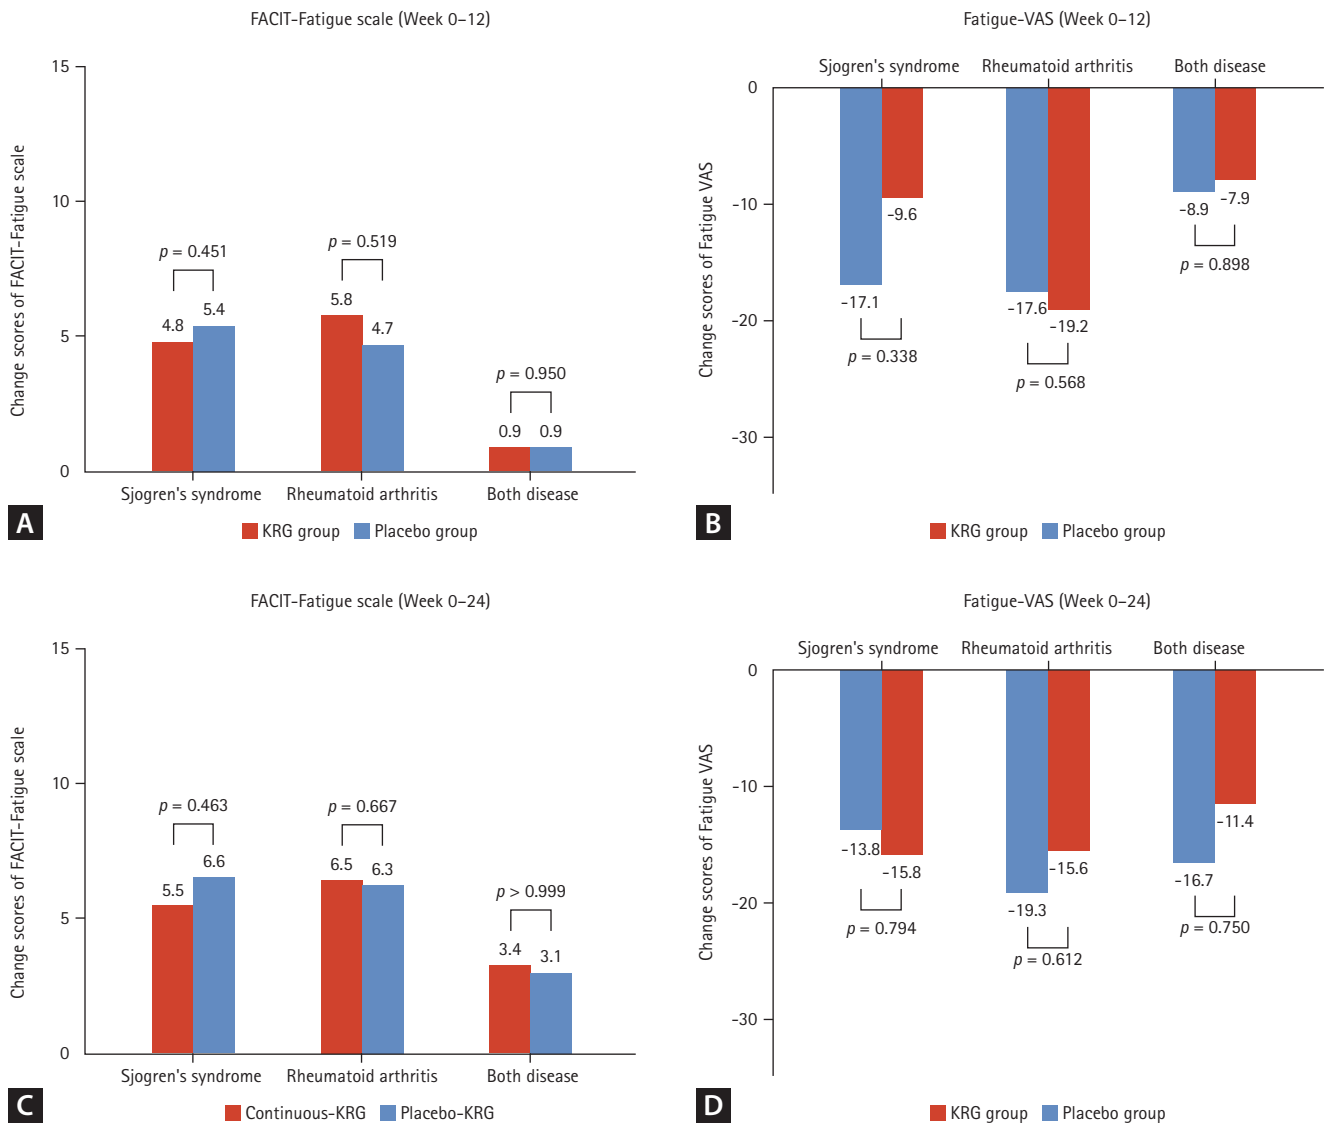 FACIT-Fatigue scale (Week 0–12)
Change scores of FACIT-Fatigue scale
15
10
5
0
p = 0.451
4.8
5.4
p = 0.519
5.8
4.7
p = 0.950
0.9
0.9
Sjogren's syndrome
Rheumatoid arthritis
Both disease
A
KRG group
Placebo group
Fatigue-VAS (Week 0–12)
Change scores of Fatigue VAS
Sjogren's syndrome
Rheumatoid arthritis
Both disease
0
-10
-20
-30
-17.1
-9.6
p = 0.338
-17.6
-19.2
p = 0.568
-8.9
-7.9
p = 0.898
B
KRG group
Placebo group
FACIT-Fatigue scale (Week 0–24)
Change scores of FACIT-Fatigue scale
15
10
5
0
p = 0.463
5.5
6.6
p = 0.667
6.5
6.3
p > 0.999
3.4
3.1
Sjogren's syndrome
Rheumatoid arthritis
Both disease
C
Continuous-KRG
Placebo-KRG
Fatigue-VAS (Week 0–24)
Change scores of Fatigue VAS
Sjogren's syndrome
Rheumatoid arthritis
Both disease
0
-10
-20
-30
-13.8
-15.8
p = 0.794
-19.3
-15.6
p = 0.612
-16.7
-11.4
p = 0.750
D
KRG group
Placebo group